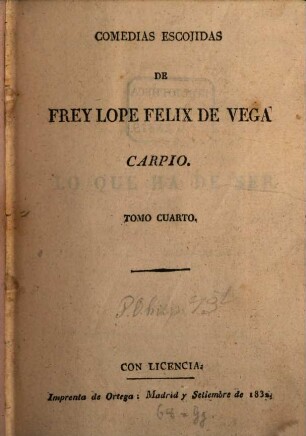 COMEDIAS ESCOJIDAS
DE
FREY LOPE FELIX DE VEGA
CARPIO.
LO QUE HA DE SER.
TOMO CUARTO.
CON LICENCIA:
Imprenta de Ortega: Madrid y Setiembre de 1832.